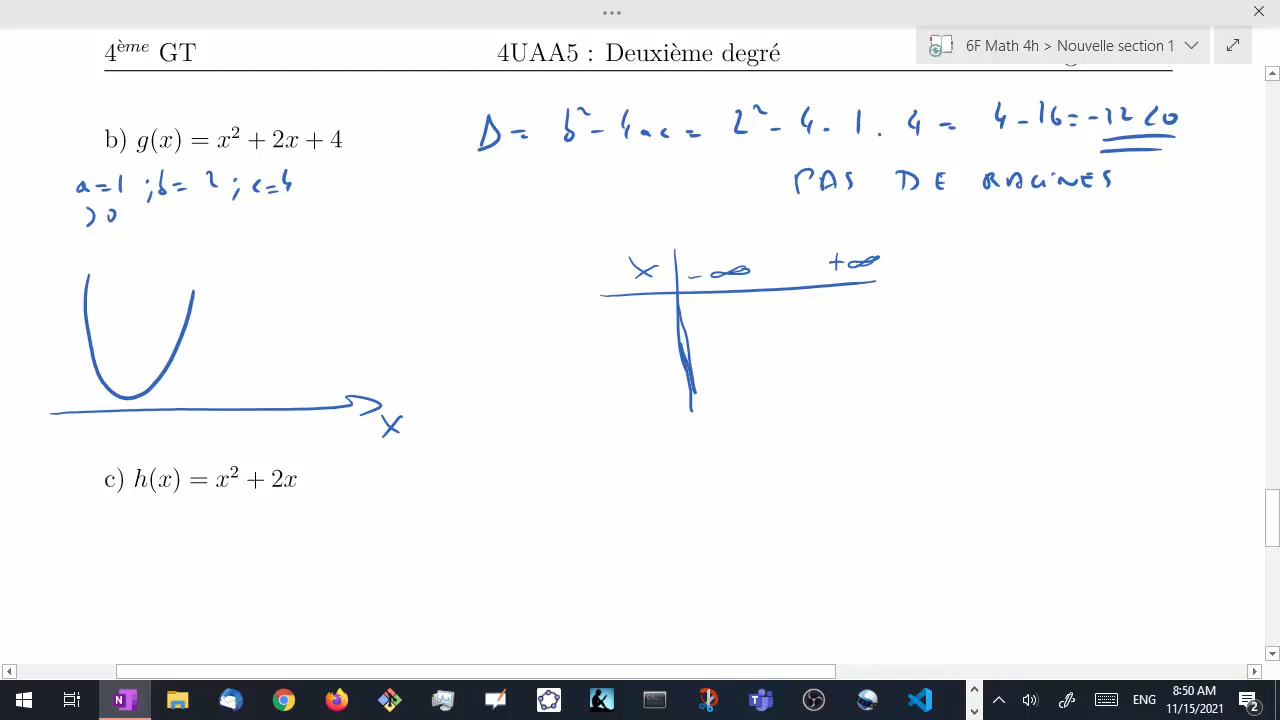 4ème GT 4UAA5 : Deuxième degré
6F Math 4h > Nouvelle section 1
b) g(x) = x² + 2x + 4
Δ = b² - 4ac = 2² - 4 · 1 · 4 = 4 - 16 = -12 < 0
a = 1 ; b = 2 ; c = 4
> 0
PAS DE RACINES
x | -∞ +∞
x
c) h(x) = x² + 2x
ENG
8:50 AM
11/15/2021
2